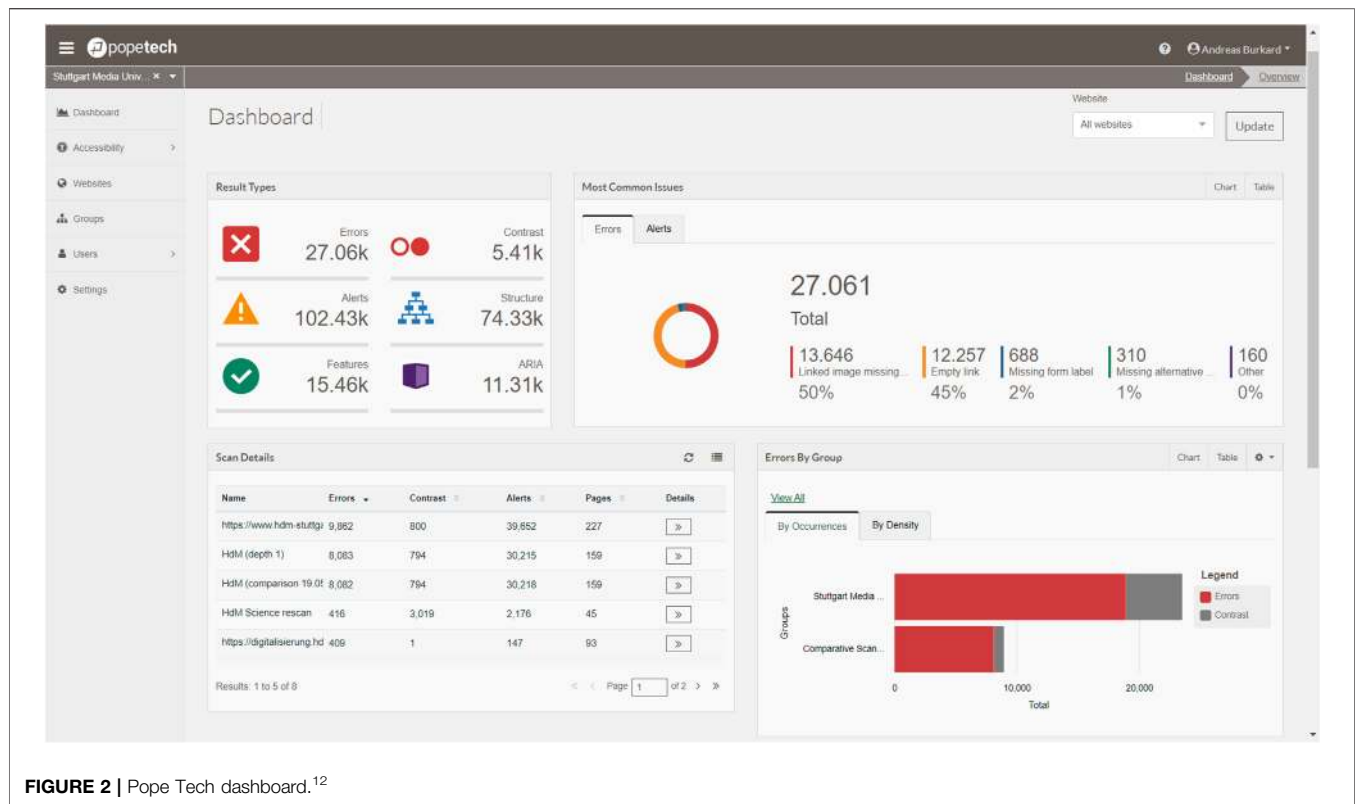 popetech
Andreas Burkard
Stuttgart Media Univ...
Dashboard
Overview
Dashboard
Accessibility
Websites
Groups
Users
Settings
Dashboard
Website
All websites
Update
Result Types
Errors
27.06k
Contrast
5.41k
Alerts
102.43k
Structure
74.33k
Features
15.46k
ARIA
11.31k
Most Common Issues
Chart Table
Errors Alerts
27.061
Total
13.646
Linked image missing...
50%
12.257
Empty link
45%
688
Missing form label
2%
310
Missing alternative ...
1%
160
Other
0%
Scan Details
Name Errors Contrast Alerts Pages Details
https://www.hdm-stuttga 9,862 800 39,652 227
HdM (depth 1) 8,083 794 30,215 159
HdM (comparison 19.05 8,082 794 30,218 159
HdM Science rescan 416 3,019 2,176 45
https://digitalisierung.hd 409 1 147 93
Results: 1 to 5 of 8
Page 1 of 2
Errors By Group
Chart Table
View All
By Occurrences By Density
Groups
Stuttgart Media ...
Comparative Scan...
0 10,000 20,000
Total
Legend
Errors
Contrast
FIGURE 2 | Pope Tech dashboard.12